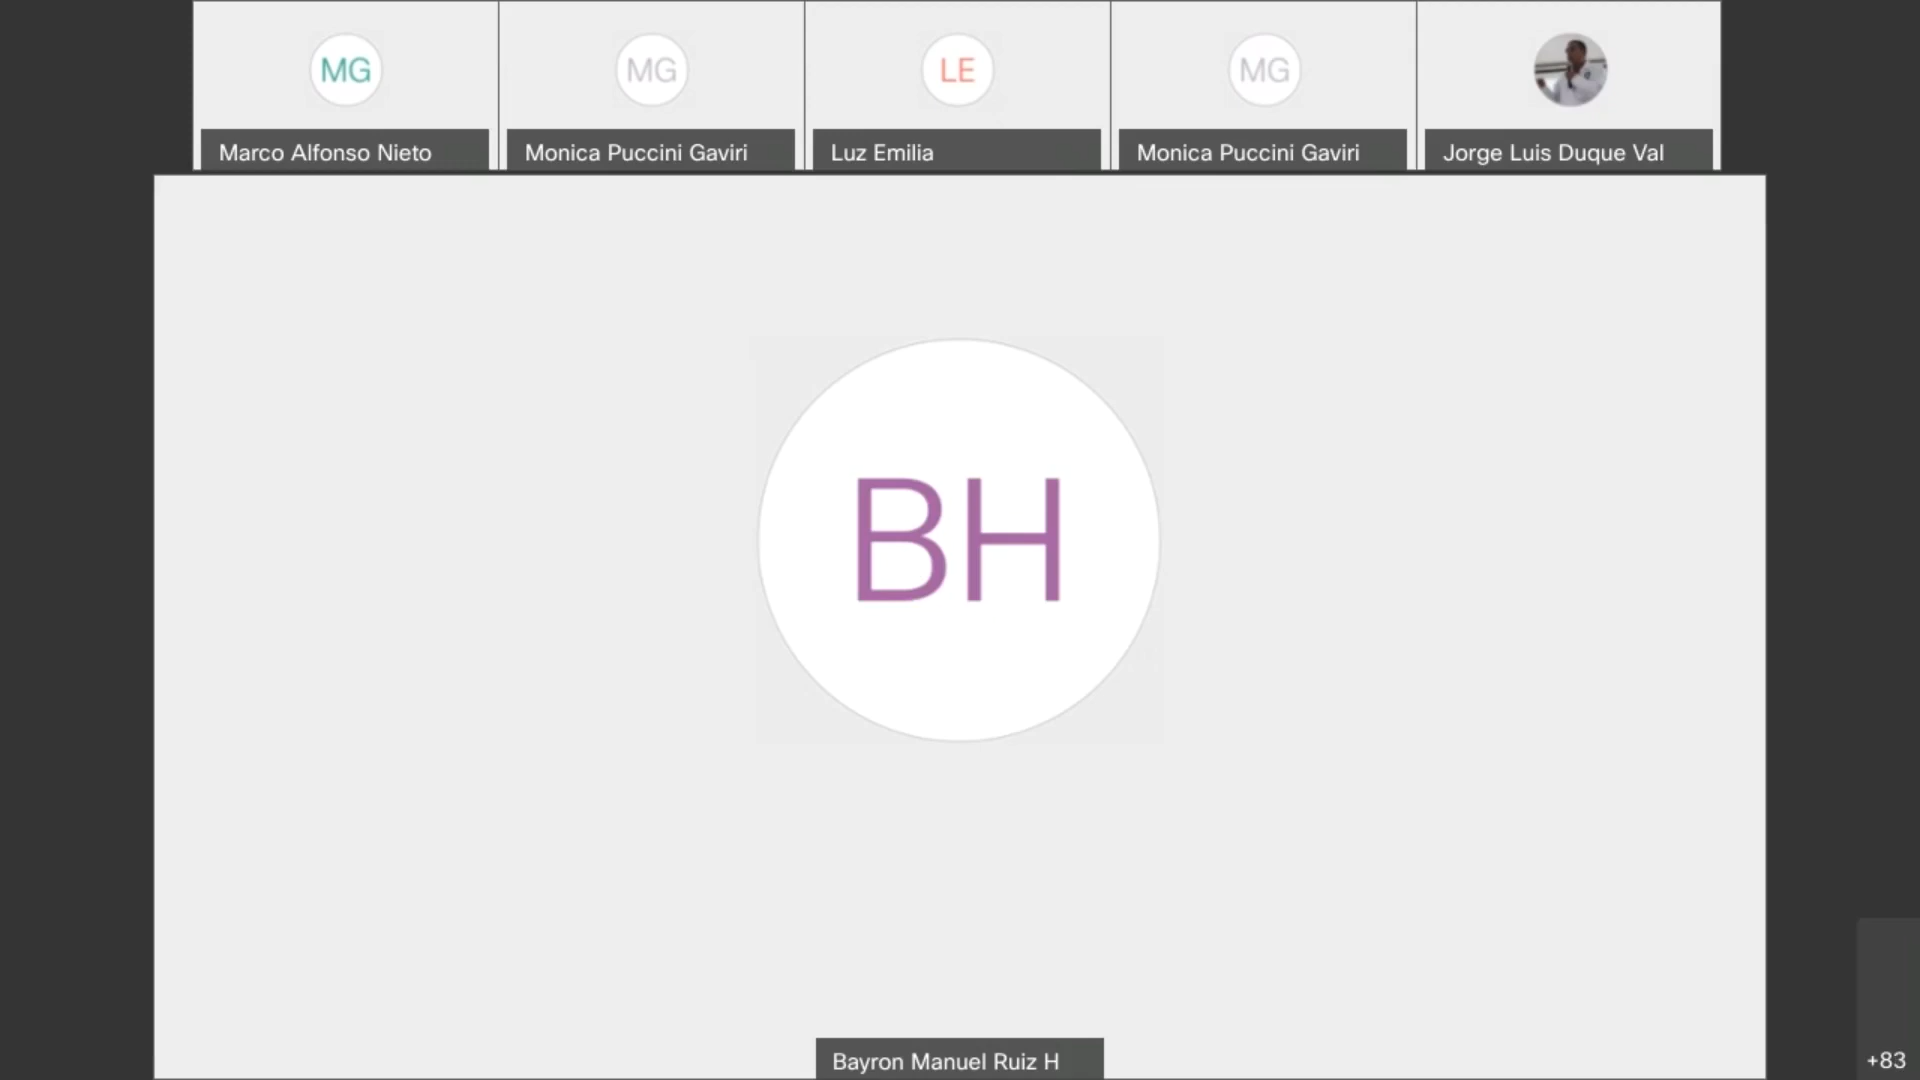 MG
MG
LE
MG
Marco Alfonso Nieto
Monica Puccini Gaviri
Luz Emilia
Monica Puccini Gaviri
Jorge Luis Duque Val
BH
Bayron Manuel Ruiz H
+83